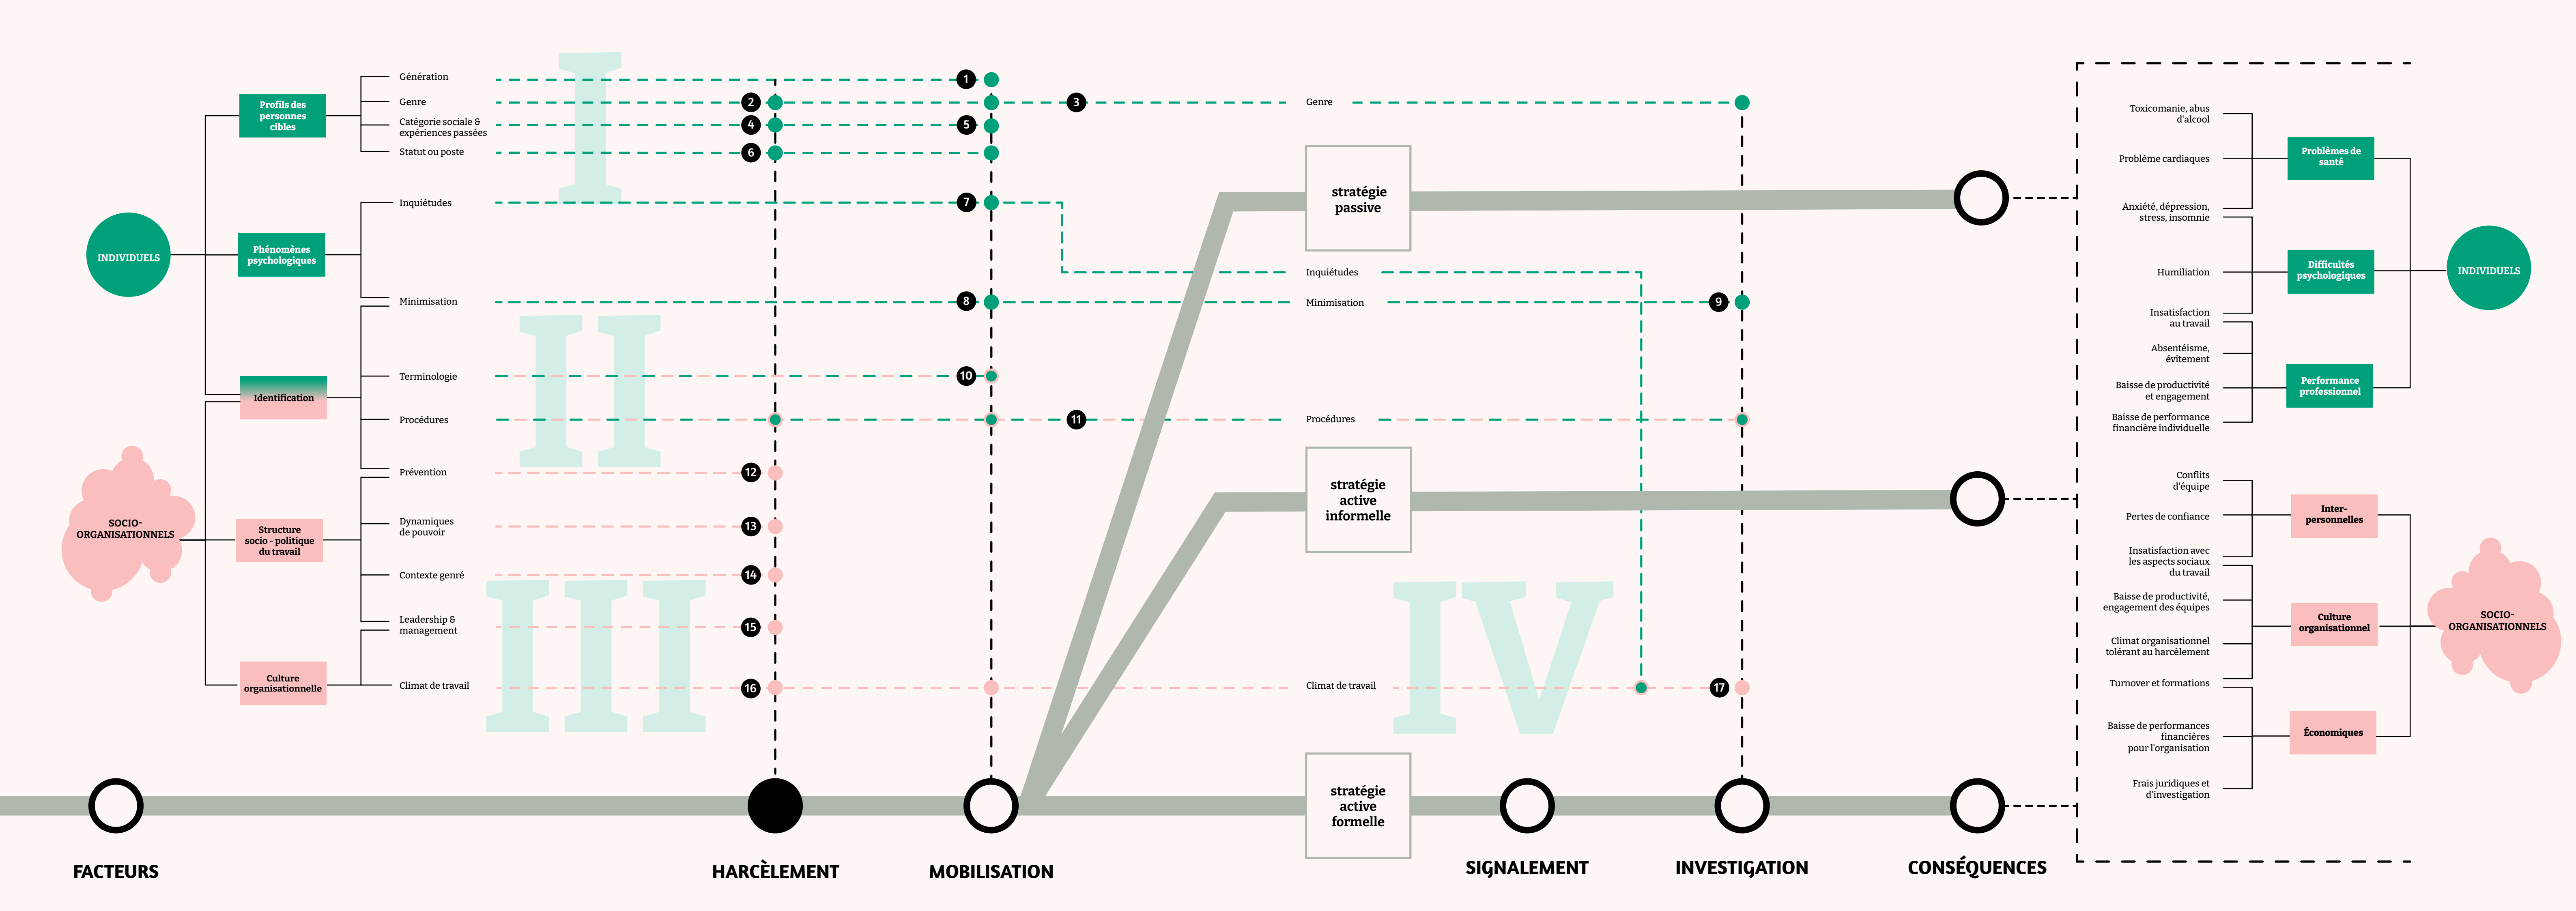 INDIVIDUELS
SOCIO-
ORGANISATIONNELS
Profils des
personnes
cibles
Phénomènes
psychologiques
Identification
Structure
socio - politique
du travail
Culture
organisationnelle
I
II
III
IV
Génération
1
Genre
2
3
Genre
Catégorie sociale &
expériences passées
4
5
Statut ou poste
6
Inquiétudes
7
Inquiétudes
Minimisation
8
Minimisation
9
Terminologie
10
Procédures
11
Procédures
Prévention
12
Dynamiques
de pouvoir
13
Contexte genré
14
Leadership &
management
15
Climat de travail
16
Climat de travail
17
stratégie
passive
stratégie
active
informelle
stratégie
active
formelle
FACTEURS
HARCÈLEMENT
MOBILISATION
SIGNALEMENT
INVESTIGATION
CONSÉQUENCES
Toxicomanie, abus
d'alcool
Problème cardiaques
Anxiété, dépression,
stress, insomnie
Humiliation
Insatisfaction
au travail
Absentéisme,
évitement
Baisse de productivité
et engagement
Baisse de performance
financière individuelle
Conflits
d'équipe
Pertes de confiance
Insatisfaction avec
les aspects sociaux
du travail
Baisse de productivité,
engagement des équipes
Climat organisationnel
tolérant au harcèlement
Turnover et formations
Baisse de performances
financières
pour l'organisation
Frais juridiques et
d'investigation
Problèmes de
santé
Difficultés
psychologiques
Performance
professionnel
Inter-
personnelles
Culture
organisationnel
Économiques
INDIVIDUELS
SOCIO-
ORGANISATIONNELS